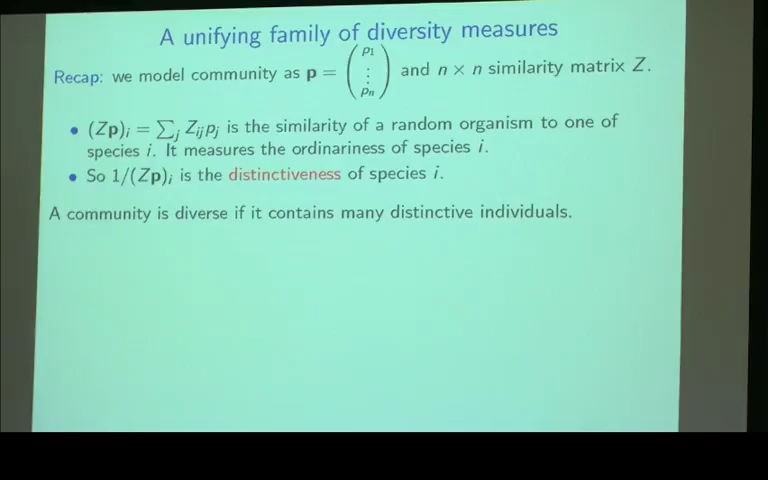 A unifying family of diversity measures
Recap: we model community as p = (p1 ⋮ pn) and n × n similarity matrix Z.
• (Zp)i = ∑j Zijpj is the similarity of a random organism to one of
species i. It measures the ordinariness of species i.
• So 1/(Zp)i is the distinctiveness of species i.
A community is diverse if it contains many distinctive individuals.